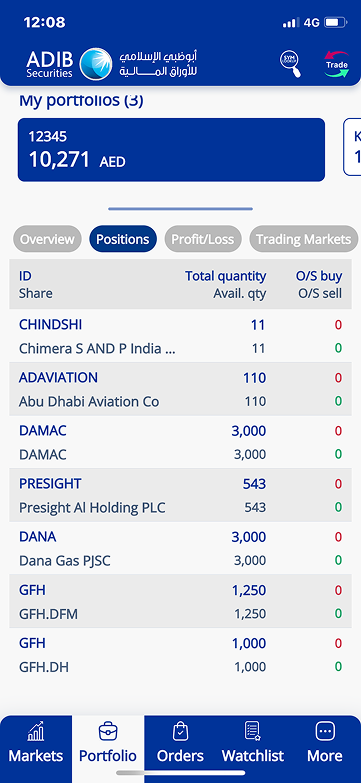 12:08
4G
ADIB
Securities
أبوظبي الإسلامي
للأوراق المــــالـــية
SYM
Trade
My portfolios (3)
12345
10,271 AED
K
1
Overview Positions Profit/Loss Trading Markets
ID Total quantity O/S buy
Share Avail. qty O/S sell
CHINDSHI 11 0
Chimera S AND P India ... 11 0
ADAVIATION 110 0
Abu Dhabi Aviation Co 110 0
DAMAC 3,000 0
DAMAC 3,000 0
PRESIGHT 543 0
Presight Al Holding PLC 543 0
DANA 3,000 0
Dana Gas PJSC 3,000 0
GFH 1,250 0
GFH.DFM 1,250 0
GFH 1,000 0
GFH.DH 1,000 0
Markets Portfolio Orders Watchlist More